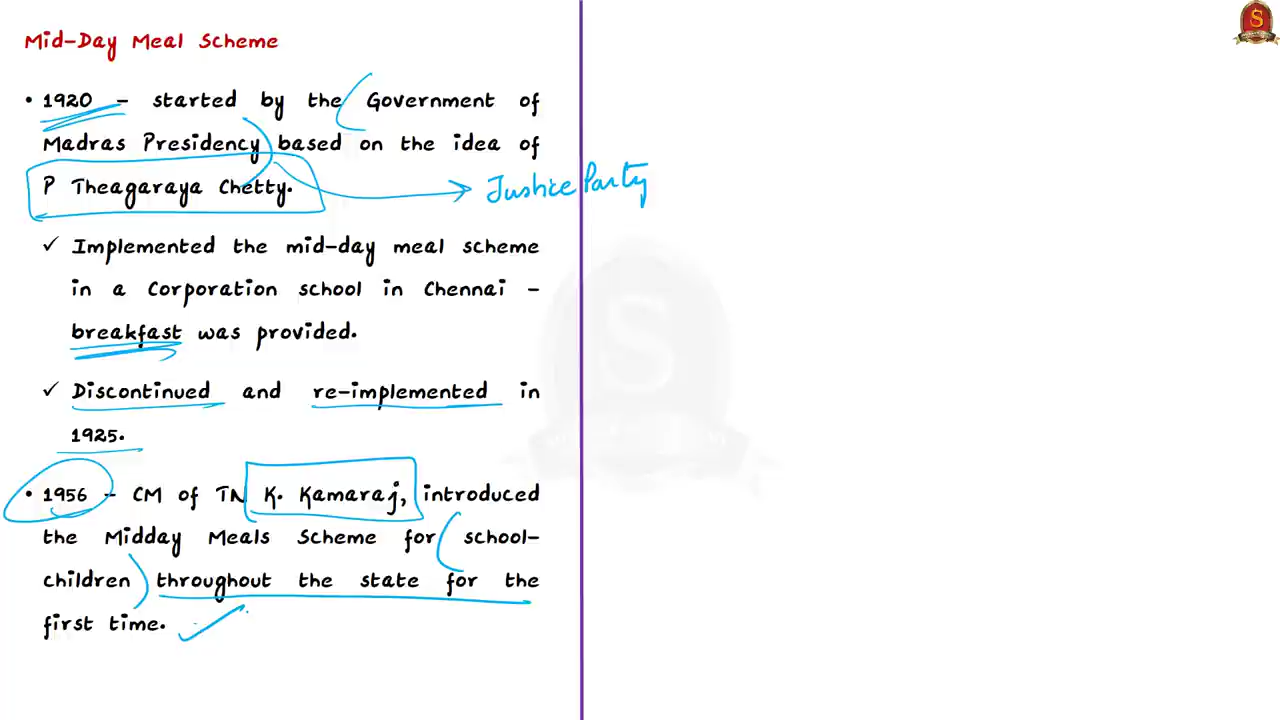 Mid-Day Meal Scheme
• 1920 - started by the Government of
Madras Presidency based on the idea of
P Theagaraya Chetty.
Justice Party
✓ Implemented the mid-day meal scheme
in a Corporation school in Chennai -
breakfast was provided.
✓ Discontinued and re-implemented in
1925.
• 1956 - CM of TN K. Kamaraj, introduced
the Midday Meals Scheme for school-
children throughout the state for the
first time.
S
S